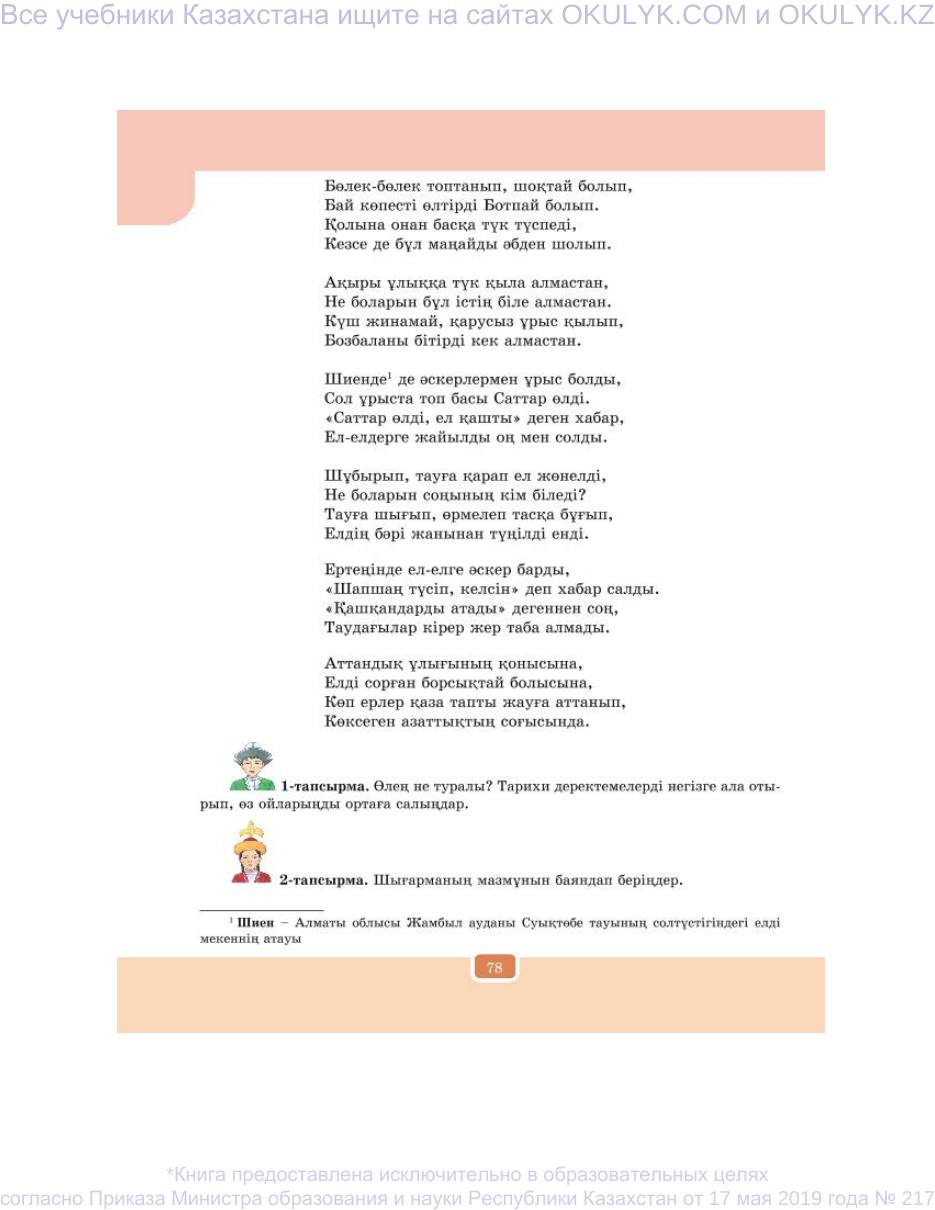 Все учебники Казахстана ищите на сайтах OKULYK.COM и OKULYK.KZ
Бөлек-бөлек топтанып, шоқтай болып,
Бай көпесті өлтірді Ботпай болып.
Қолына онан басқа түк түспеді,
Кезсе де бұл маңайды әбден шолып.
Ақыры ұлыққа түк қыла алмастан,
Не боларын бұл істің біле алмастан.
Күш жинамай, қарусыз ұрыс қылып,
Бозбаланы бітірді кек алмастан.
Шиенде¹ де әскерлермен ұрыс болды,
Сол ұрыста топ басы Саттар өлді.
«Саттар өлді, ел қашты» деген хабар,
Ел-елдерге жайылды оң мен солды.
Шұбырып, тауға қарап ел жөнелді,
Не боларын соңының кім біледі?
Тауға шығып, өрмелеп тасқа бұғып,
Елдің бәрі жанынан түңілді енді.
Ертеңінде ел-елге әскер барды,
«Шапшаң түсіп, келсін» деп хабар салды.
«Қашқандарды атады» дегеннен соң,
Таудағылар кірер жер таба алмады.
Аттандық ұлығының қонысына,
Елді сорған борсықтай болысына,
Көп ерлер қаза тапты жауға аттанып,
Көксеген азаттықтың соғысында.
1-тапсырма. Өлең не туралы? Тарихи деректемелерді негізге ала оты-
рып, өз ойларыңды ортаға салыңдар.
2-тапсырма. Шығарманың мазмұнын баяндап беріңдер.
¹ Шиен – Алматы облысы Жамбыл ауданы Суықтөбе тауының солтүстігіндегі елді
мекеннің атауы
78
*Книга предоставлена исключительно в образовательных целях
согласно Приказа Министра образования и науки Республики Казахстан от 17 мая 2019 года № 217